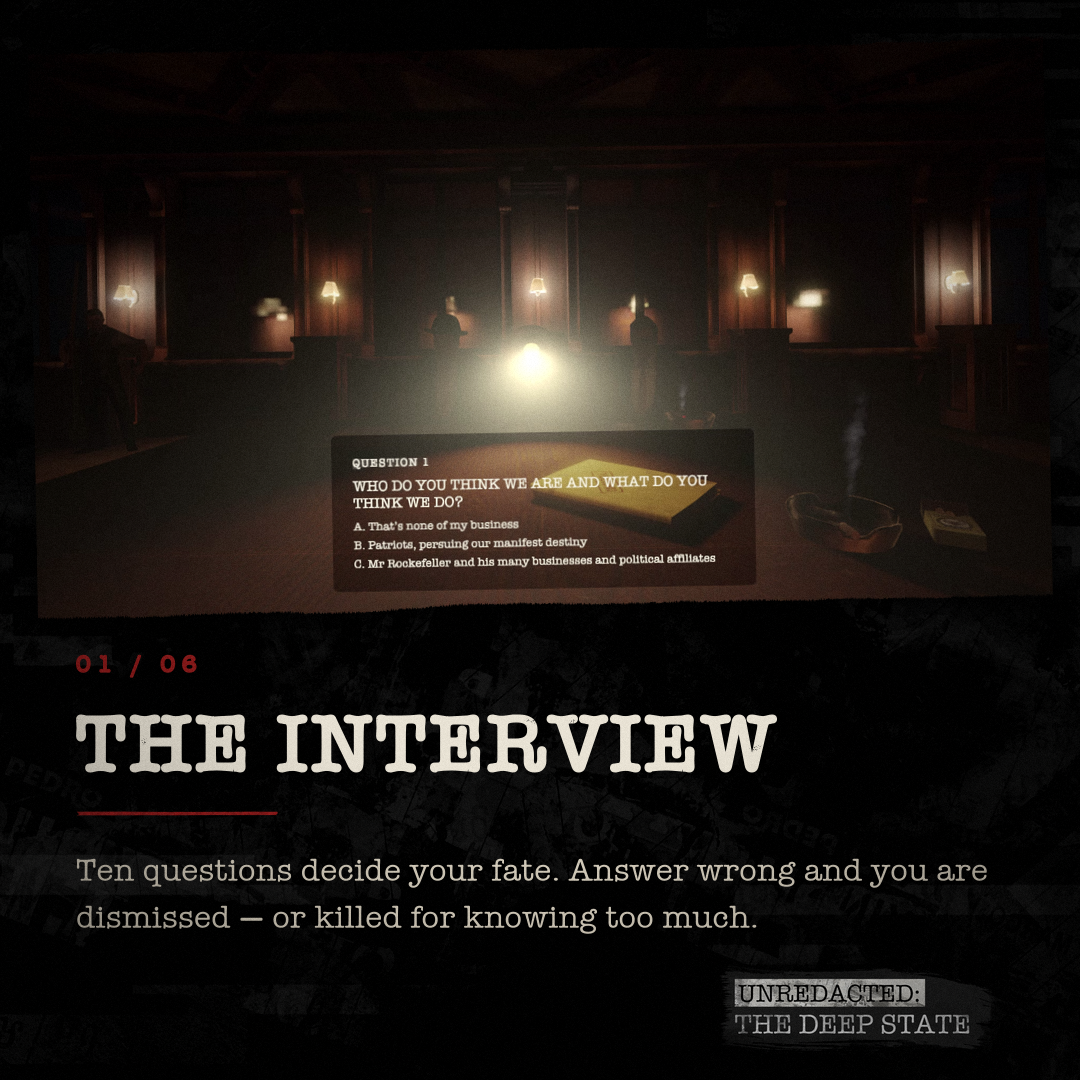 QUESTION 1
WHO DO YOU THINK WE ARE AND WHAT DO YOU
THINK WE DO?
A. That's none of my business
B. Patriots, persuing our manifest destiny
C. Mr Rockefeller and his many businesses and political affiliates
01 / 06
THE INTERVIEW
Ten questions decide your fate. Answer wrong and you are
dismissed — or killed for knowing too much.
UNREDACTED:
THE DEEP STATE
PEDRO
PEDRO